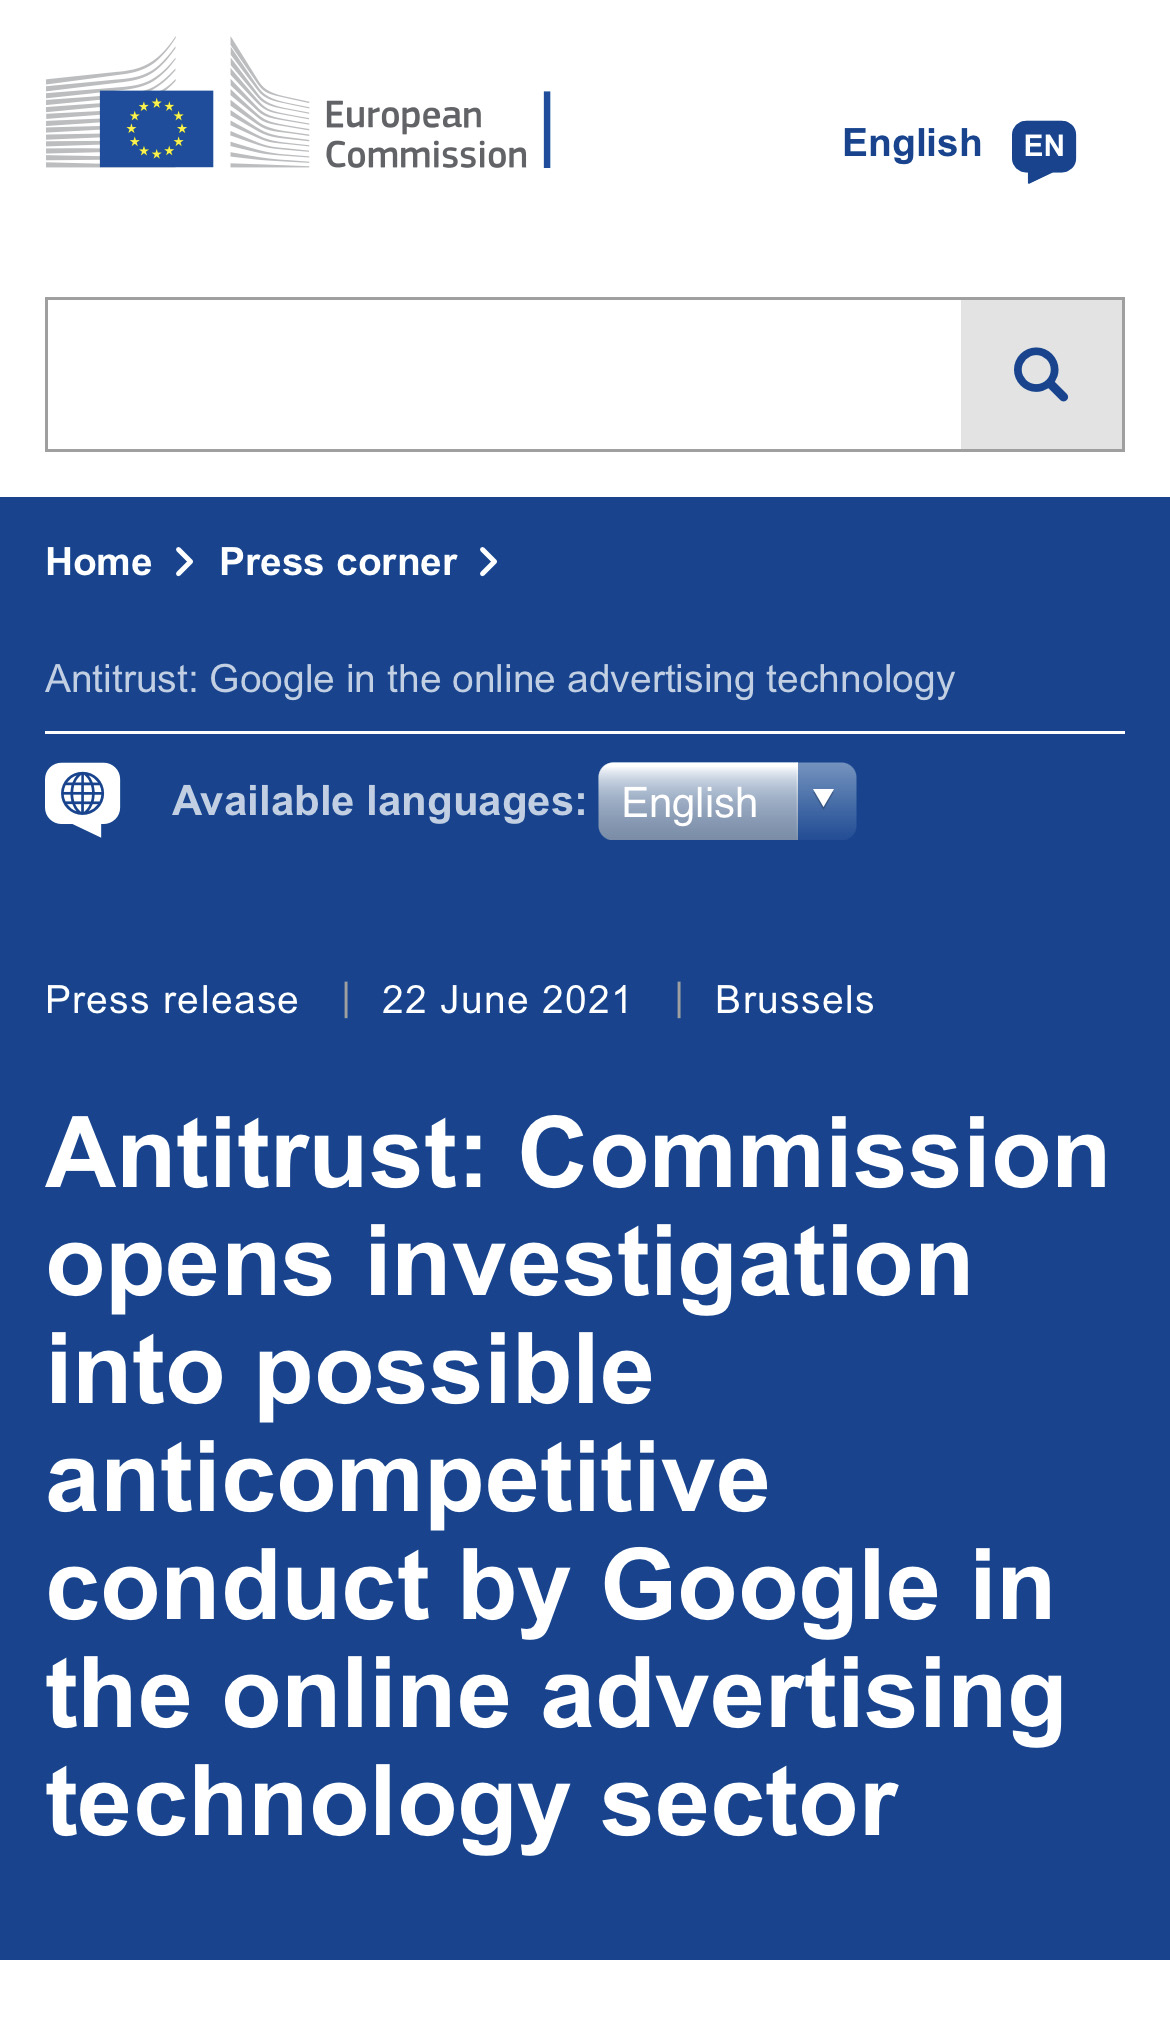 European
Commission
English
EN
Home
Press corner
Antitrust: Google in the online advertising technology
Available languages:
English
Press release
22 June 2021
Brussels
Antitrust: Commission
opens investigation
into possible
anticompetitive
conduct by Google in
the online advertising
technology sector